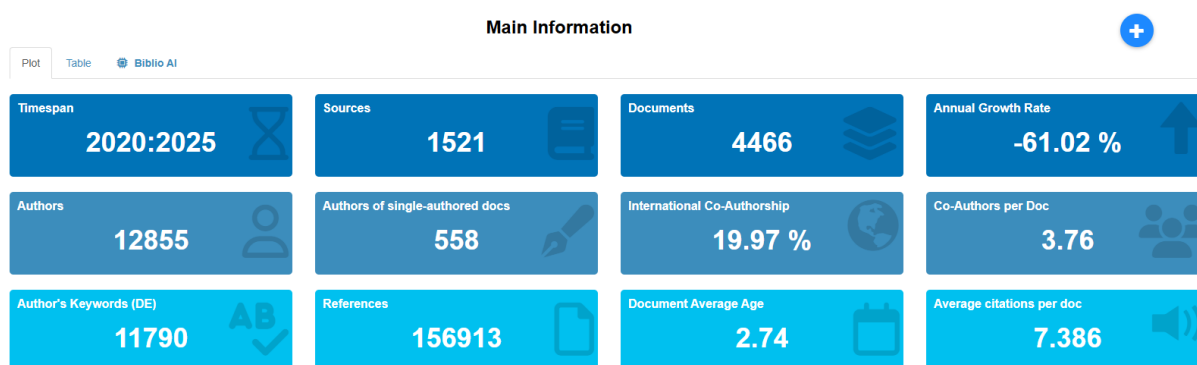 Main Information
Plot Table Biblio AI
Timespan Sources Documents Annual Growth Rate
2020:2025 1521 4466 -61.02 %
Authors Authors of single-authored docs International Co-Authorship Co-Authors per Doc
12855 558 19.97 % 3.76
Author's Keywords (DE) References Document Average Age Average citations per doc
11790 156913 2.74 7.386
AB